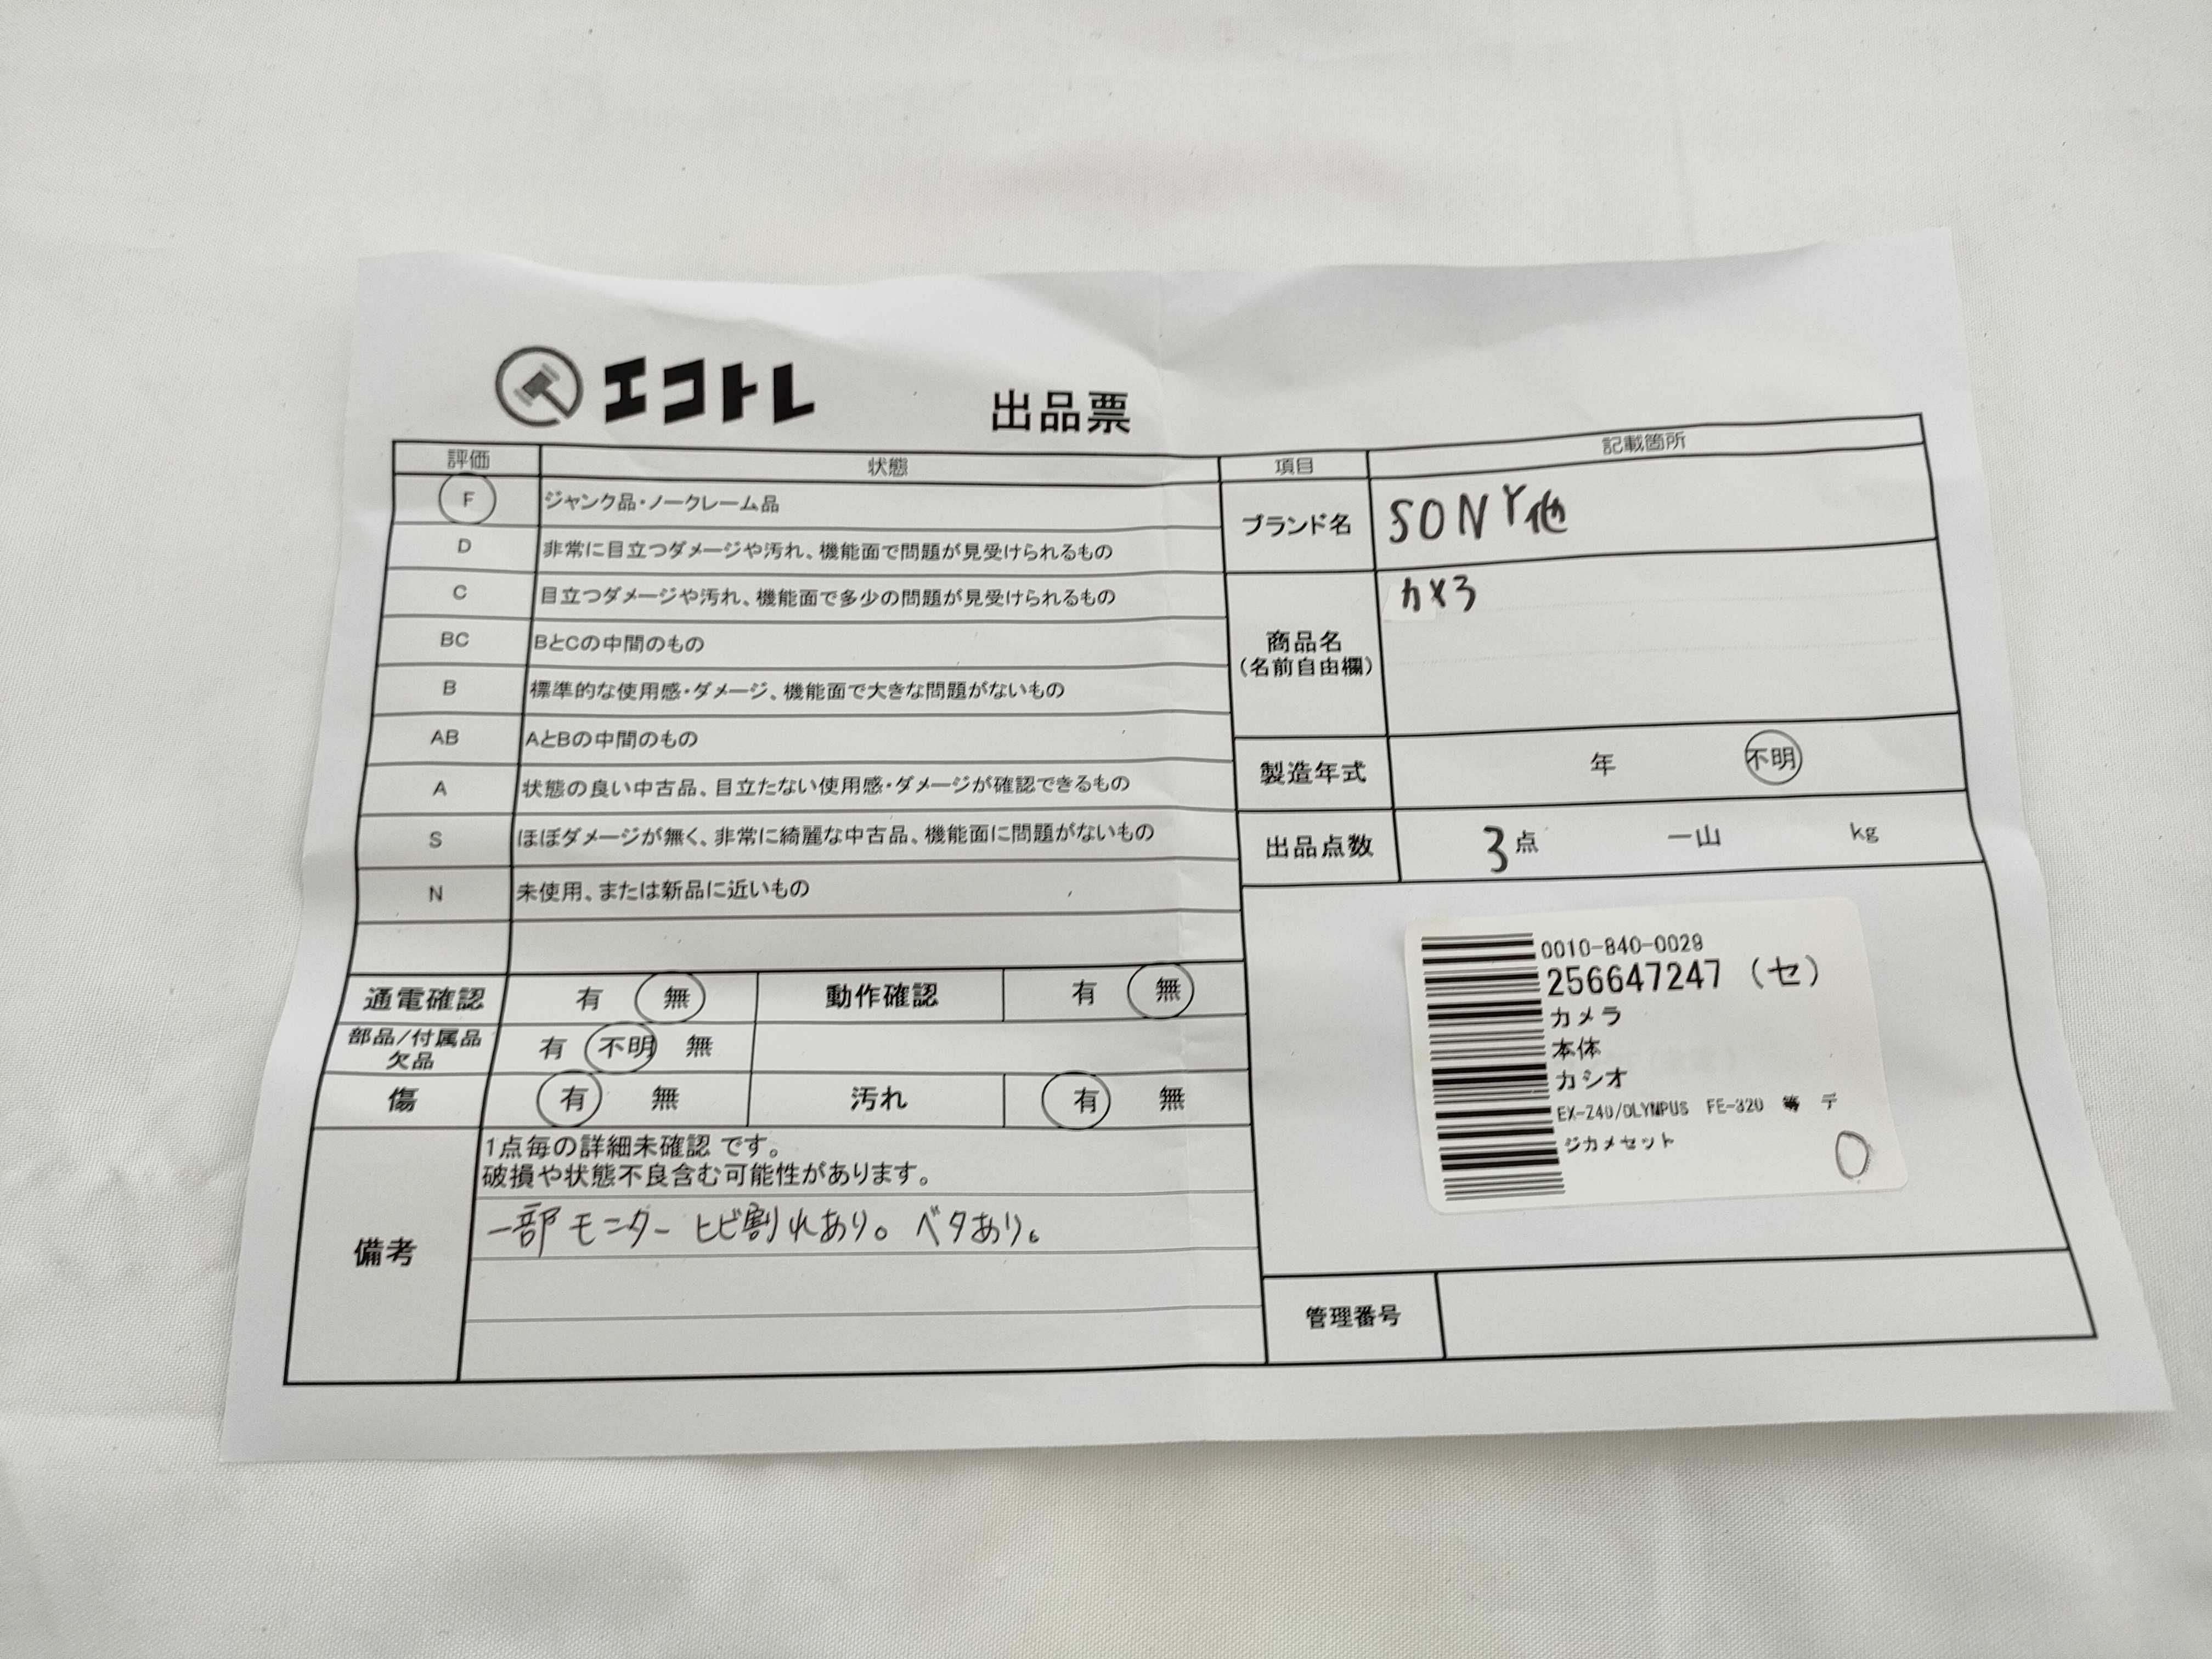 エコトレ 出品票
評価 状態
F ジャンク品・ノークレーム品
D 非常に目立つダメージや汚れ、機能面で問題が見受けられるもの
C 目立つダメージや汚れ、機能面で多少の問題が見受けられるもの
BC BとCの中間のもの
B 標準的な使用感・ダメージ、機能面で大きな問題がないもの
AB AとBの中間のもの
A 状態の良い中古品、目立たない使用感・ダメージが確認できるもの
S ほぼダメージが無く、非常に綺麗な中古品、機能面に問題がないもの
N 未使用、または新品に近いもの
通電確認 有 無 動作確認 有 無
部品/付属品
欠品 有 不明 無
傷 有 無 汚れ 有 無
備考
1点毎の詳細未確認 です。
破損や状態不良含む可能性があります。
一部モニターヒビ割れあり。ベタあり。
項目 記載箇所
ブランド名 SONY他
商品名
(名前自由欄)
カメラ
製造年式 年 不明
出品点数 3点 一山 kg
0010-840-0029
256647247 (セ)
カメラ
本体
カシオ
EX-Z40/OLYMPUS FE-320 等 デ
ジカメセット
管理番号